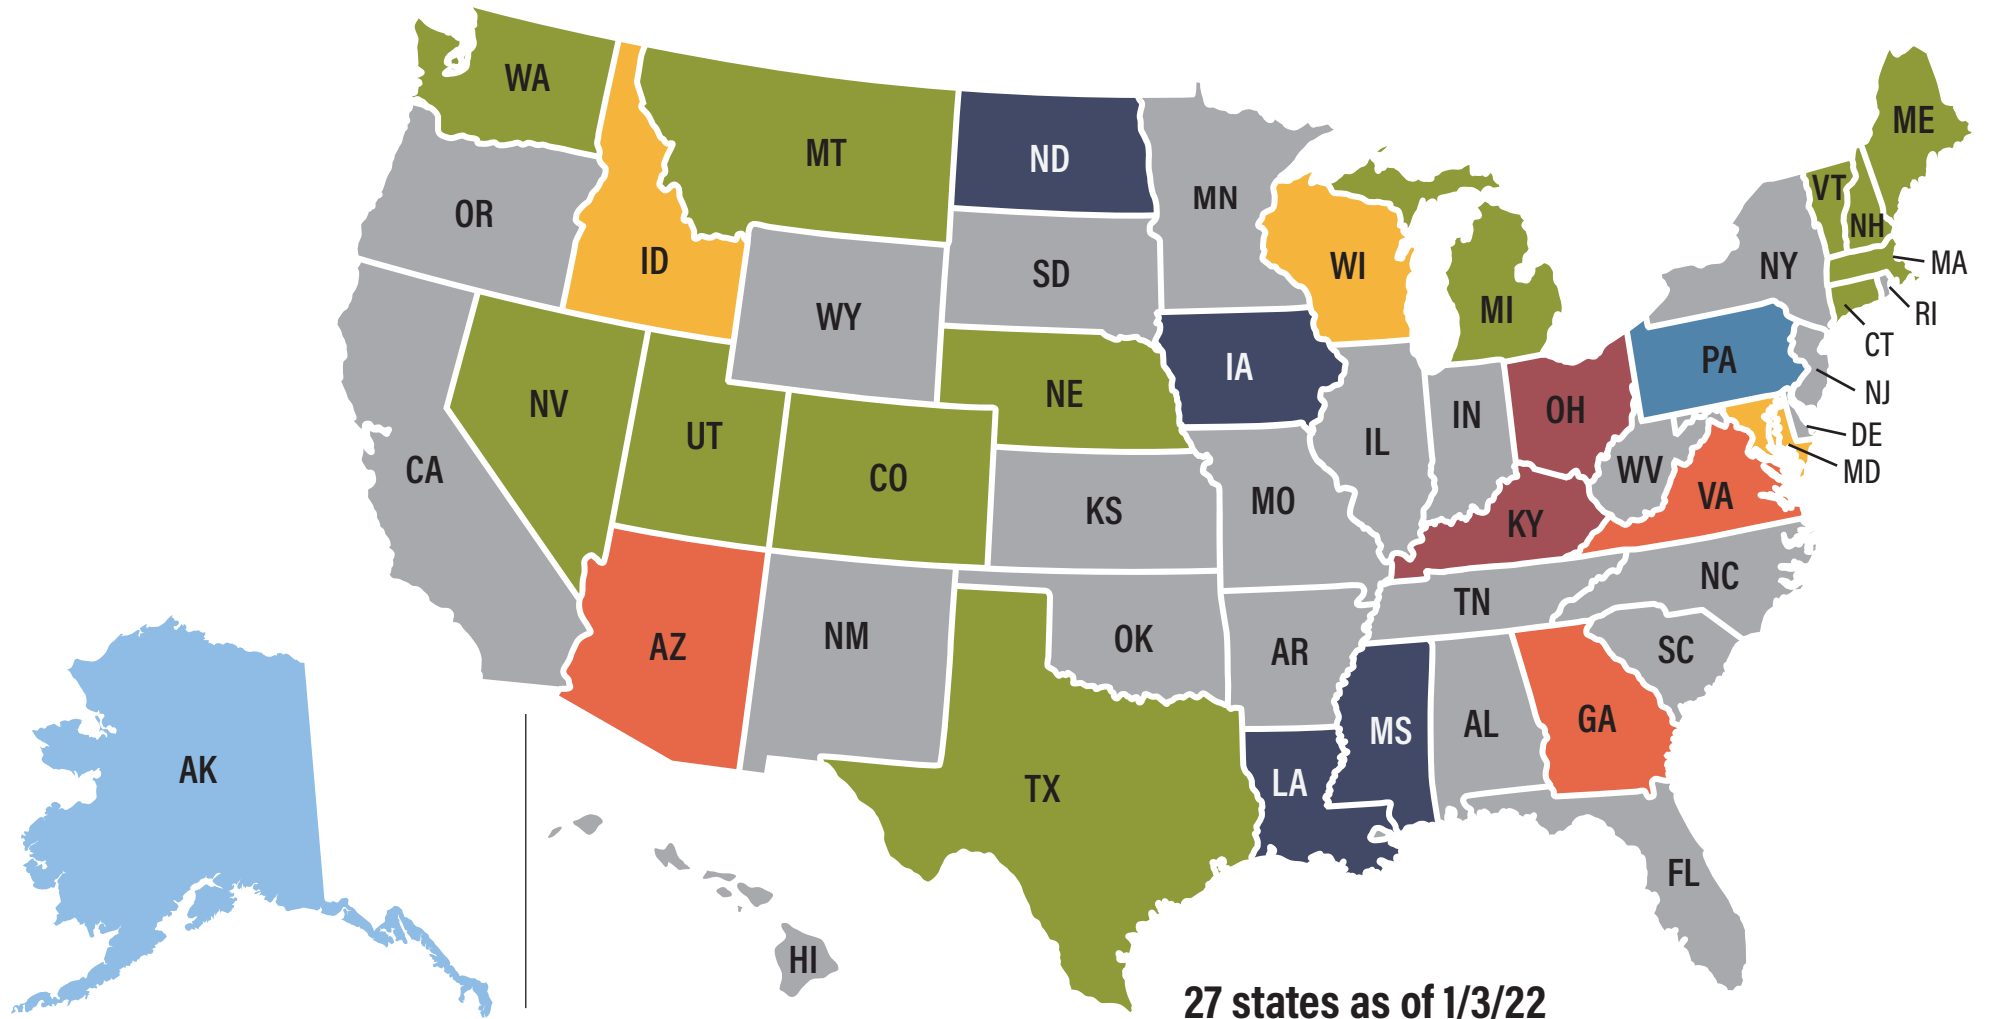 WA
MT
ND
MN
ME
VT
NH
OR
ID
WI
NY
MA
SD
WY
MI
RI
CT
IA
PA
NJ
NE
NV
UT
CO
IN
OH
IL
DE
MD
CA
KS
MO
WV
VA
KY
NC
TN
AZ
NM
OK
AR
SC
MS
AL
GA
AK
TX
LA
FL
HI
27 states as of 1/3/22